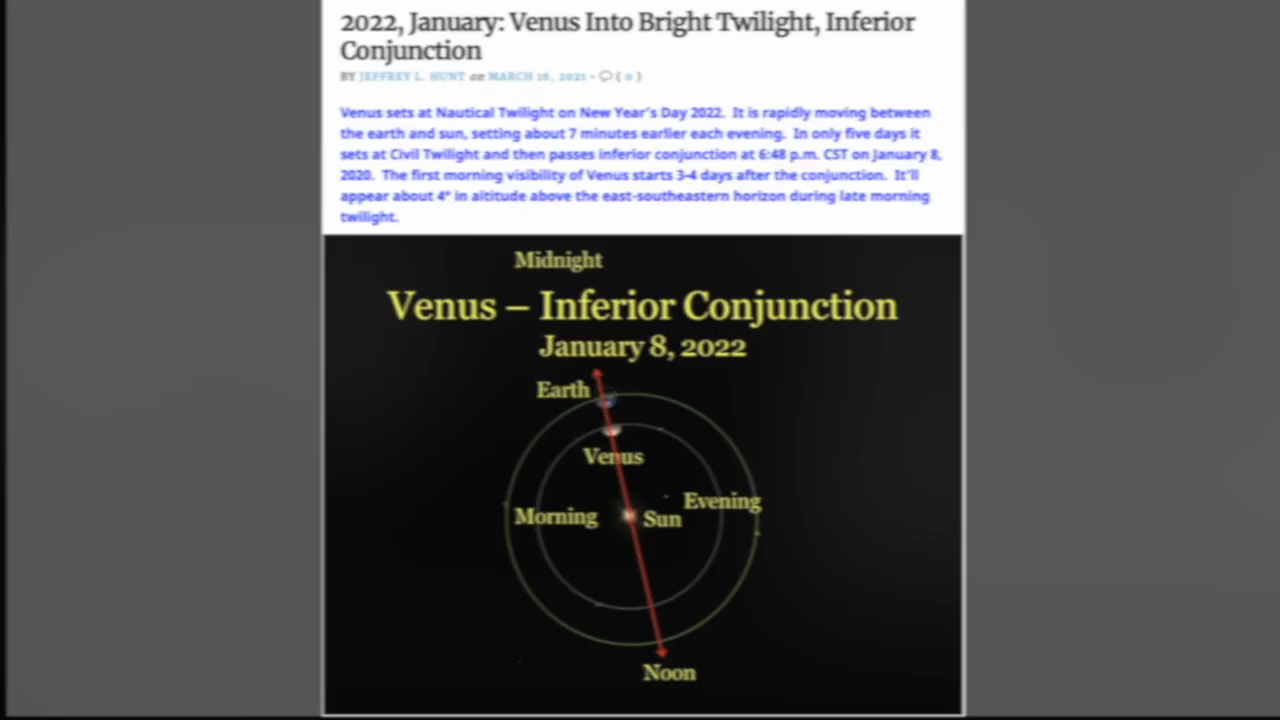 2022, January: Venus Into Bright Twilight, Inferior
Conjunction
BY JEFFREY L. HUNT on MARCH 16, 2021 • ( 0 )
Venus sets at Nautical Twilight on New Year's Day 2022. It is rapidly moving between
the earth and sun, setting about 7 minutes earlier each evening. In only five days it
sets at Civil Twilight and then passes inferior conjunction at 6:48 p.m. CST on January 8,
2020. The first morning visibility of Venus starts 3-4 days after the conjunction. It'll
appear about 4° in altitude above the east-southeastern horizon during late morning
twilight.
Midnight
Venus – Inferior Conjunction
January 8, 2022
Earth
Venus
Evening
Morning
Sun
Noon